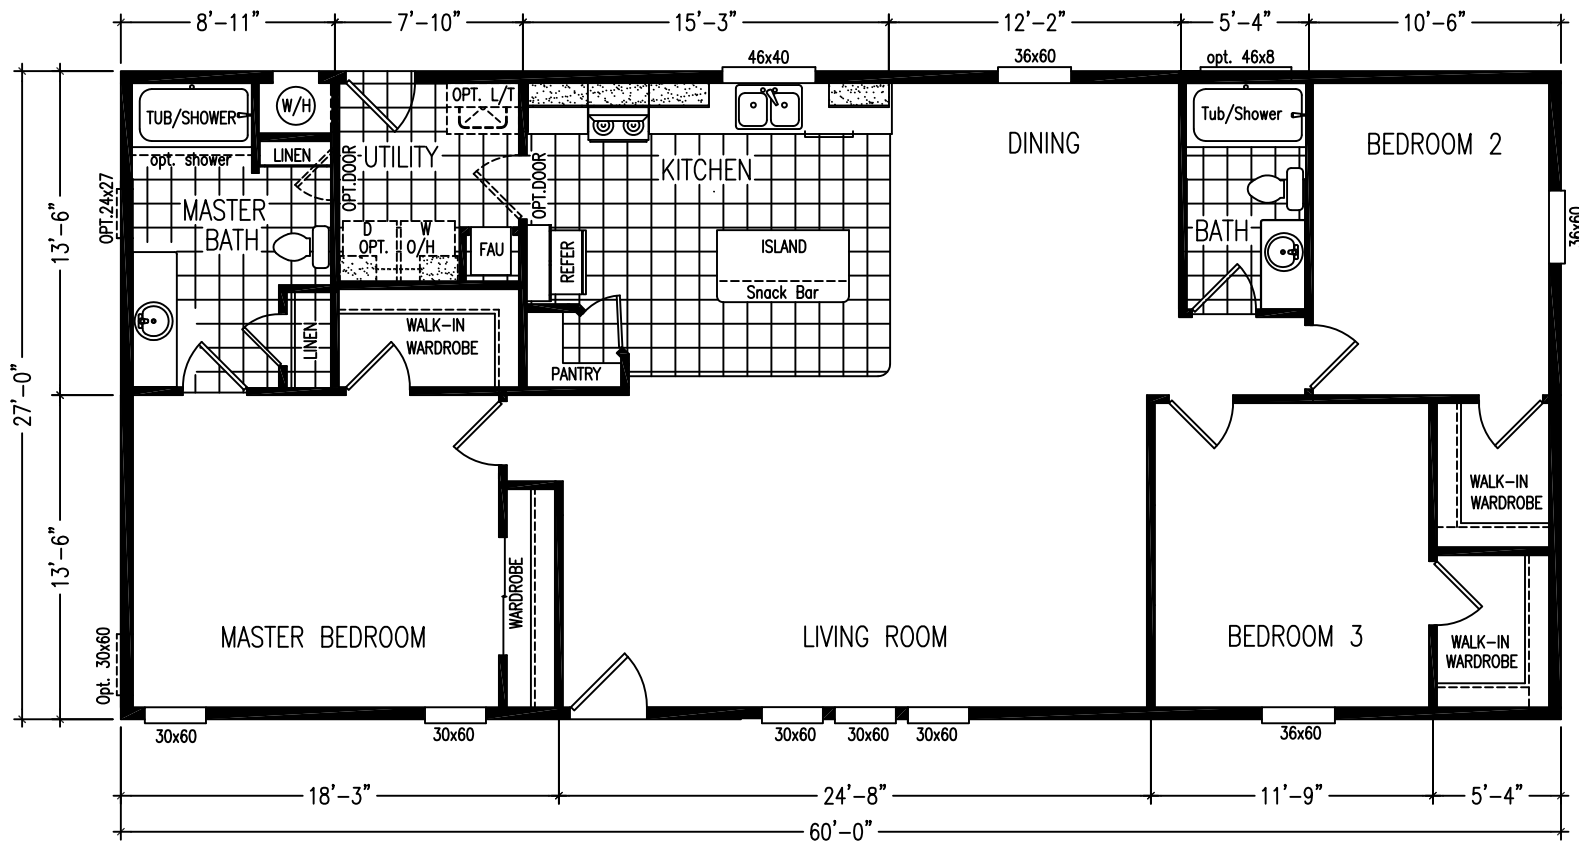 8'-11"
7'-10"
15'-3"
12'-2"
5'-4"
10'-6"
46x40
36x60
opt. 46x8
TUB/SHOWER
W/H
OPT. L/T
Tub/Shower
DINING
BEDROOM 2
opt. shower
LINEN
UTILITY
OPT.DOOR
OPT.DOOR
KITCHEN
OPT.24x27
MASTER
BATH
13'-6"
D
OPT.
W
O/H
FAU
REFER
ISLAND
Snack Bar
BATH
36x60
LINEN
WALK-IN
WARDROBE
PANTRY
27'-0"
13'-6"
WARDROBE
WALK-IN
WARDROBE
MASTER BEDROOM
LIVING ROOM
BEDROOM 3
WALK-IN
WARDROBE
Opt. 30x60
30x60
30x60
30x60
30x60
30x60
36x60
18'-3"
24'-8"
11'-9"
5'-4"
60'-0"